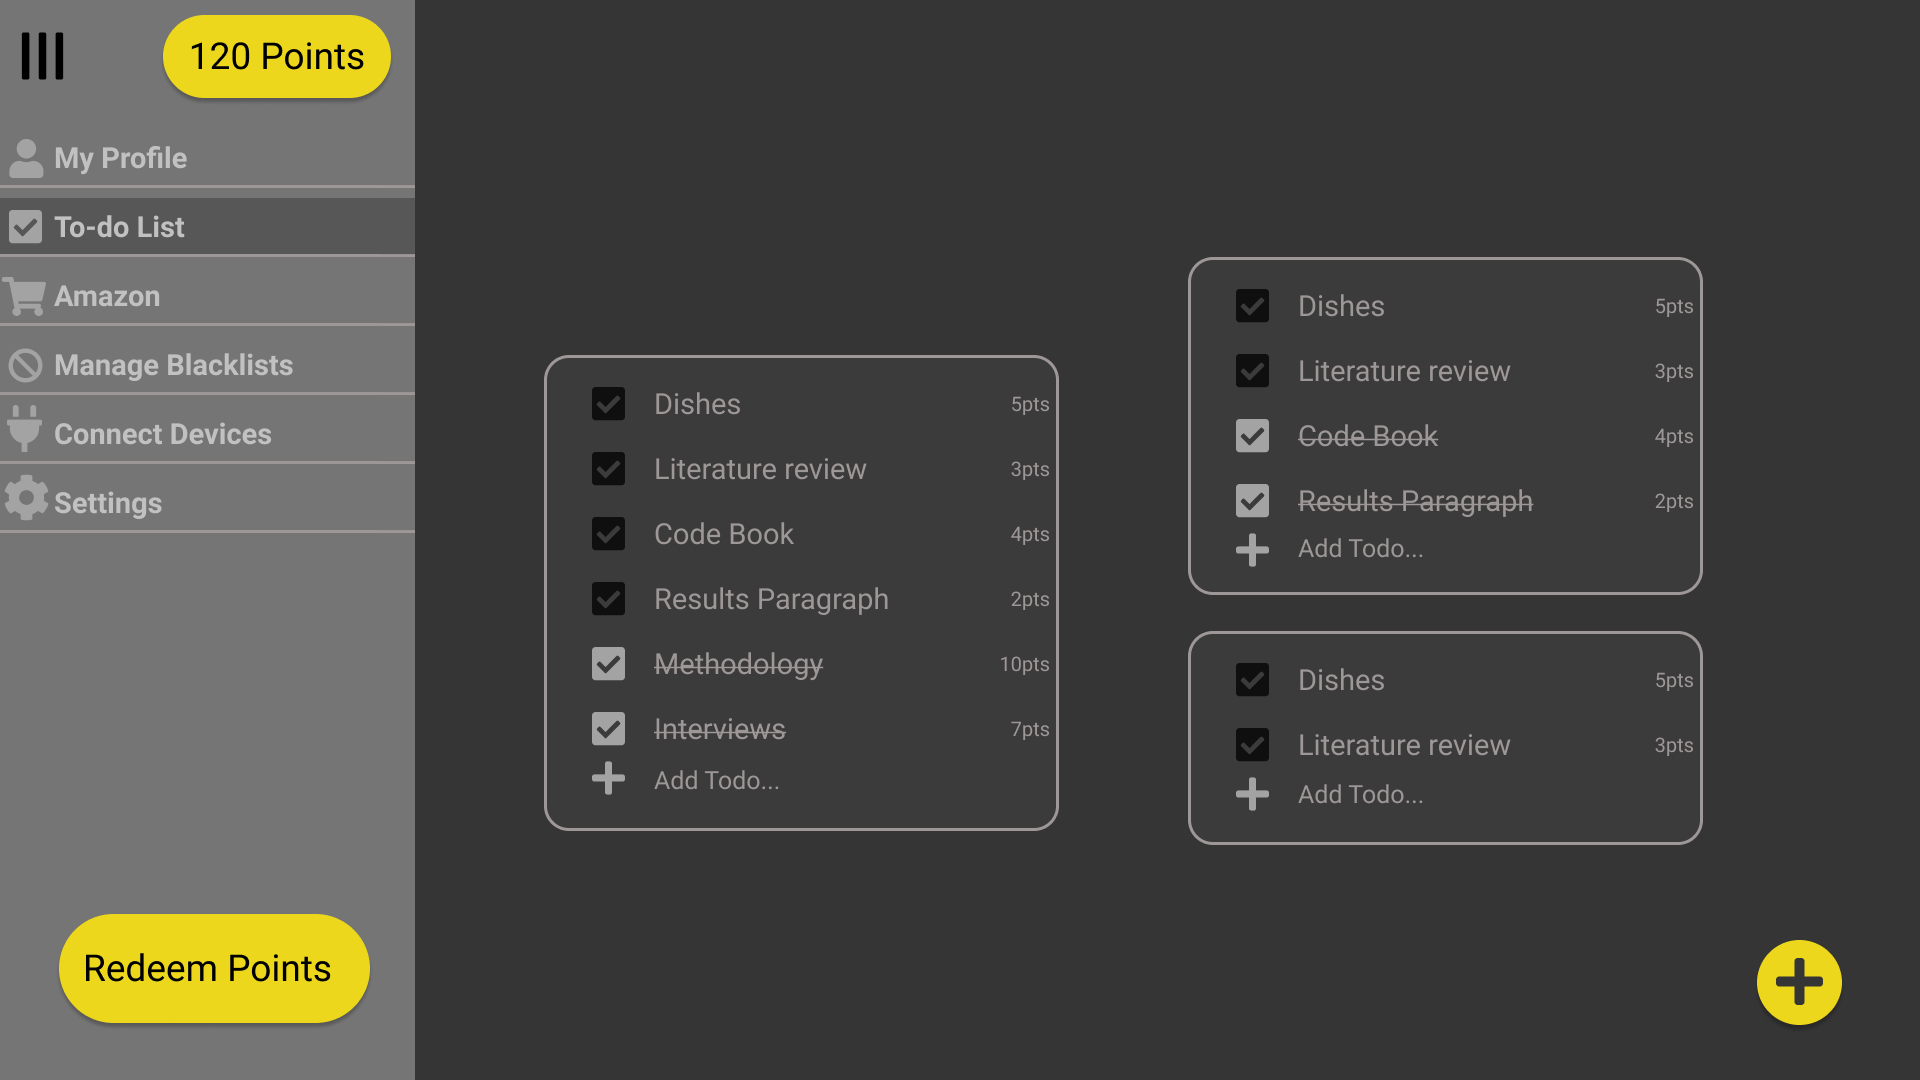 120 Points
My Profile
To-do List
Amazon
Manage Blacklists
Connect Devices
Settings
Redeem Points
Dishes 5pts
Literature review 3pts
Code Book 4pts
Results Paragraph 2pts
Methodology 10pts
Interviews 7pts
Add Todo...
Dishes 5pts
Literature review 3pts
Code Book 4pts
Results Paragraph 2pts
Add Todo...
Dishes 5pts
Literature review 3pts
Add Todo...